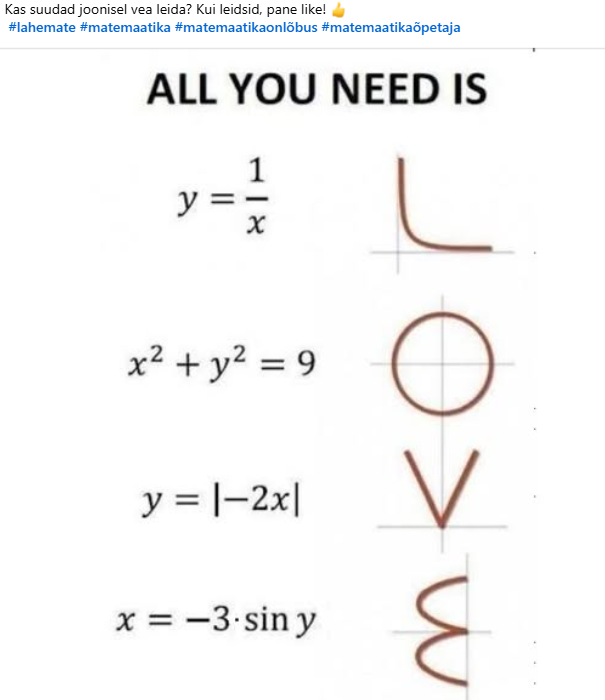 Kas suudad joonisel vea leida? Kui leidsid, pane like! 👍
#lahemate #matemaatika #matemaatikaonlõbus #matemaatikaõpetaja
ALL YOU NEED IS
y = 1/x
x² + y² = 9
y = |−2x|
x = −3·sin y